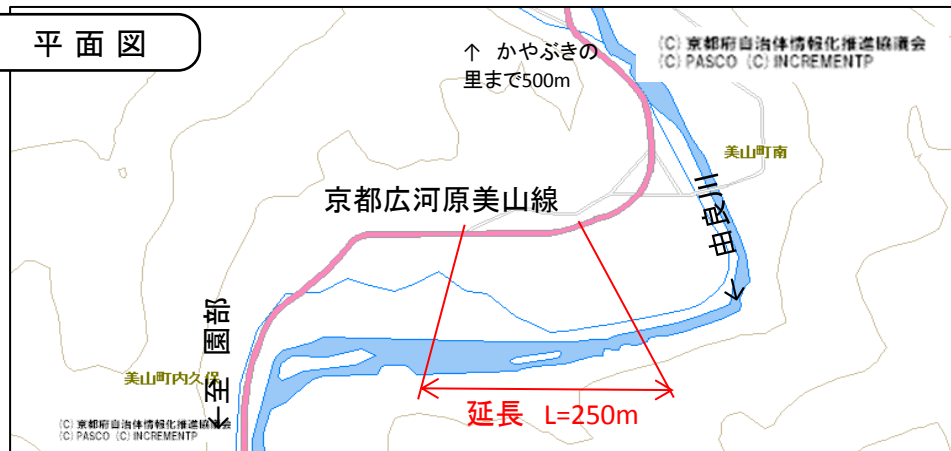 平面図
↑ かやぶきの
里まで500m
(C) 京都府自治体情報化推進協議会
(C) PASCO (C) INCREMENTP
美山町南
京都広河原美山線
由良川
←至 園部
美山町内久保
延長 L=250m
(C) 京都府自治体情報化推進協議会
(C) PASCO (C) INCREMENTP